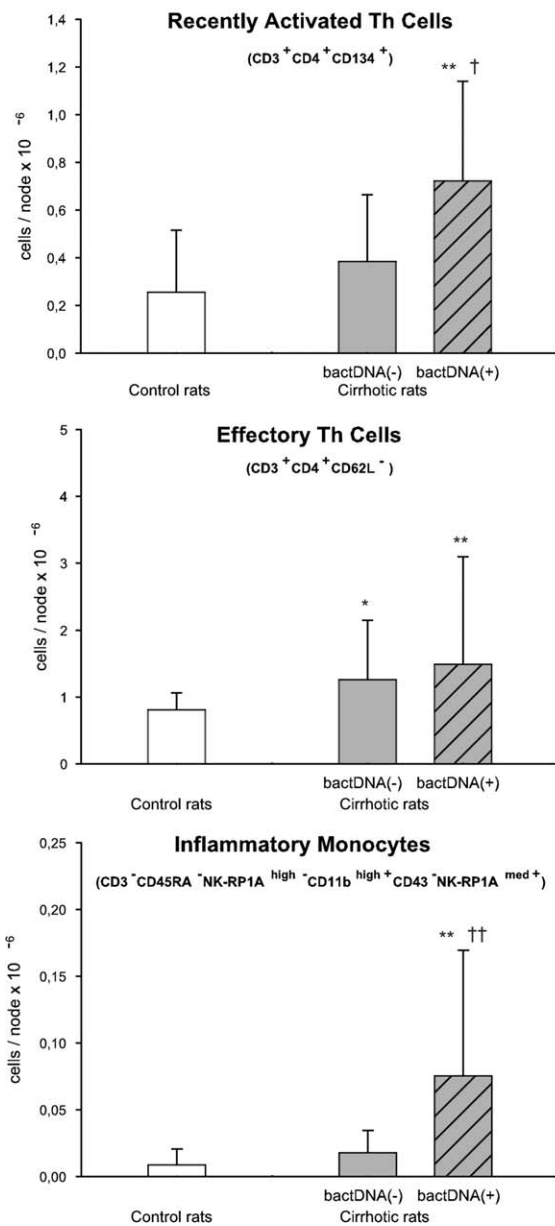 Recently Activated Th Cells
(CD3 + CD4 + CD134 +)
1,4
1,2
1,0
0,8
0,6
0,4
0,2
0,0
cells / node x 10 -6
** †
bactDNA(-) bactDNA(+)
Control rats Cirrhotic rats
Effectory Th Cells
(CD3 + CD4 + CD62L -)
5
4
3
2
1
0
cells / node x 10 -6
*
**
bactDNA(-) bactDNA(+)
Control rats Cirrhotic rats
Inflammatory Monocytes
(CD3 - CD45RA - NK-RP1A high - CD11b high + CD43 - NK-RP1A med +)
0,25
0,20
0,15
0,10
0,05
0,00
cells / node x 10 -6
** ††
bactDNA(-) bactDNA(+)
Control rats Cirrhotic rats